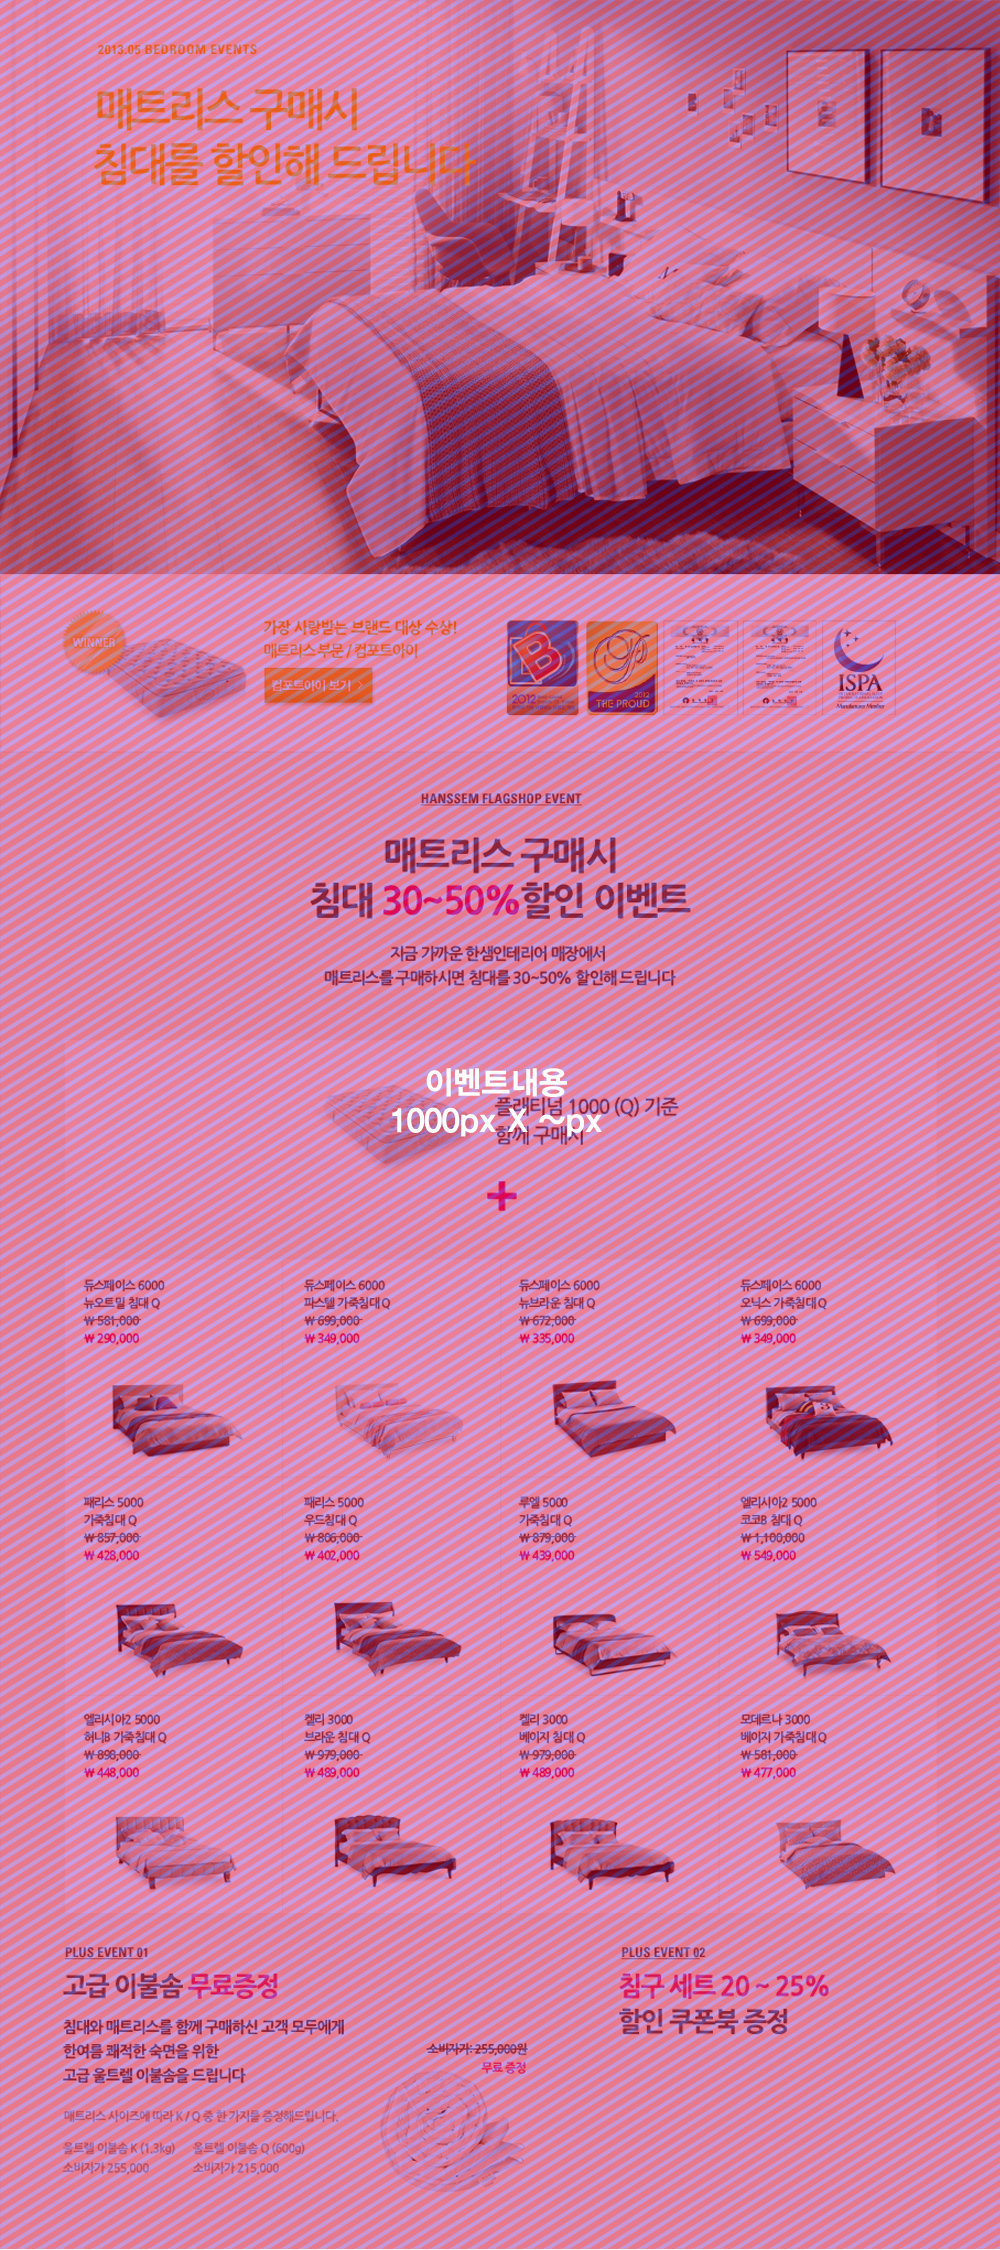 2013.05 BEDROOM EVENTS
매트리스 구매시
침대를 할인해 드립니다
WINNER
가장 사랑받는 브랜드 대상 수상!
매트리스 부문 / 컴포트아이
컴포트아이 보기 >
B
2012
2012
THE PROUD
ISPA
Manufacturer Member
HANSSEM FLAGSHOP EVENT
매트리스 구매시
침대 30~50%할인 이벤트
지금 가까운 한샘인테리어 매장에서
매트리스를 구매하시면 침대를 30~50% 할인해 드립니다
이벤트내용
1000px X ~px
플래티넘 1000 (Q) 기준
함께 구매시
+
듀스페이스 6000
뉴오트밀 침대 Q
₩ 581,000
₩ 290,000
듀스페이스 6000
파스텔 가죽침대 Q
₩ 699,000
₩ 349,000
듀스페이스 6000
뉴브라운 침대 Q
₩ 672,000
₩ 335,000
듀스페이스 6000
오닉스 가죽침대 Q
₩ 699,000
₩ 349,000
패리스 5000
가죽침대 Q
₩ 857,000
₩ 428,000
패리스 5000
우드침대 Q
₩ 806,000
₩ 402,000
루엘 5000
가죽침대 Q
₩ 879,000
₩ 439,000
엘리시아2 5000
코코B 침대 Q
₩ 1,100,000
₩ 549,000
엘리시아2 5000
허니B 가죽침대 Q
₩ 898,000
₩ 448,000
켈리 3000
브라운 침대 Q
₩ 979,000
₩ 489,000
켈리 3000
베이지 침대 Q
₩ 979,000
₩ 489,000
모데르나 3000
베이지 가죽침대 Q
₩ 581,000
₩ 477,000
PLUS EVENT 01
고급 이불솜 무료증정
침대와 매트리스를 함께 구매하신 고객 모두에게
한여름 쾌적한 숙면을 위한
고급 울트렐 이불솜을 드립니다
매트리스 사이즈에 따라 K / Q 중 한 가지를 증정해드립니다.
울트렐 이불솜 K (1.3kg)
소비자가 255,000
울트렐 이불솜 Q (600g)
소비자가 215,000
소비자가: 255,000원
무료 증정
PLUS EVENT 02
침구 세트 20 ~ 25%
할인 쿠폰북 증정